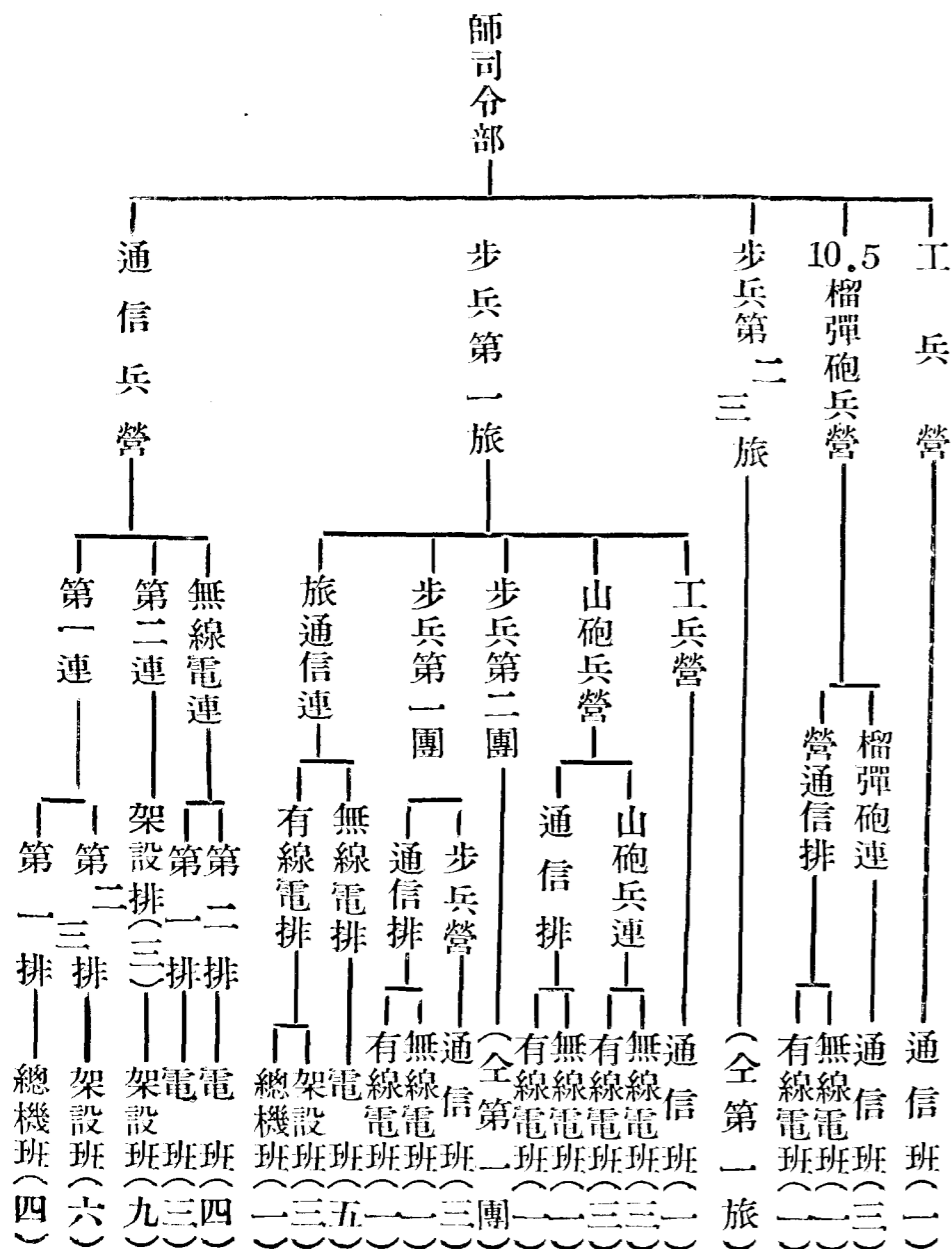 師司令部
工兵營
10.5榴彈砲兵營
步兵第二三旅
步兵第一旅
通信兵營
工兵營
山砲兵營
步兵第二團
步兵第一團
旅通信連
無線電連
第二連
第一連
榴彈砲連
營通信排
山砲兵連
通信排
步兵營
通信排
無線電排
有線電排
第二排
第一排
架設排(三)
第二三排
第一排
通信班(一)
通信班(三)
無線電班(一)
有線電班(一)
(仝第一旅)
通信班(一)
無線電班(三)
有線電班(三)
無線電班(一)
有線電班(一)
(仝第一團)
通信班(三)
無線電班(一)
有線電班(一)
電班(五)
架設班(三)
總機班(一)
電班(四)
電班(三)
架設班(九)
架設班(六)
總機班(四)